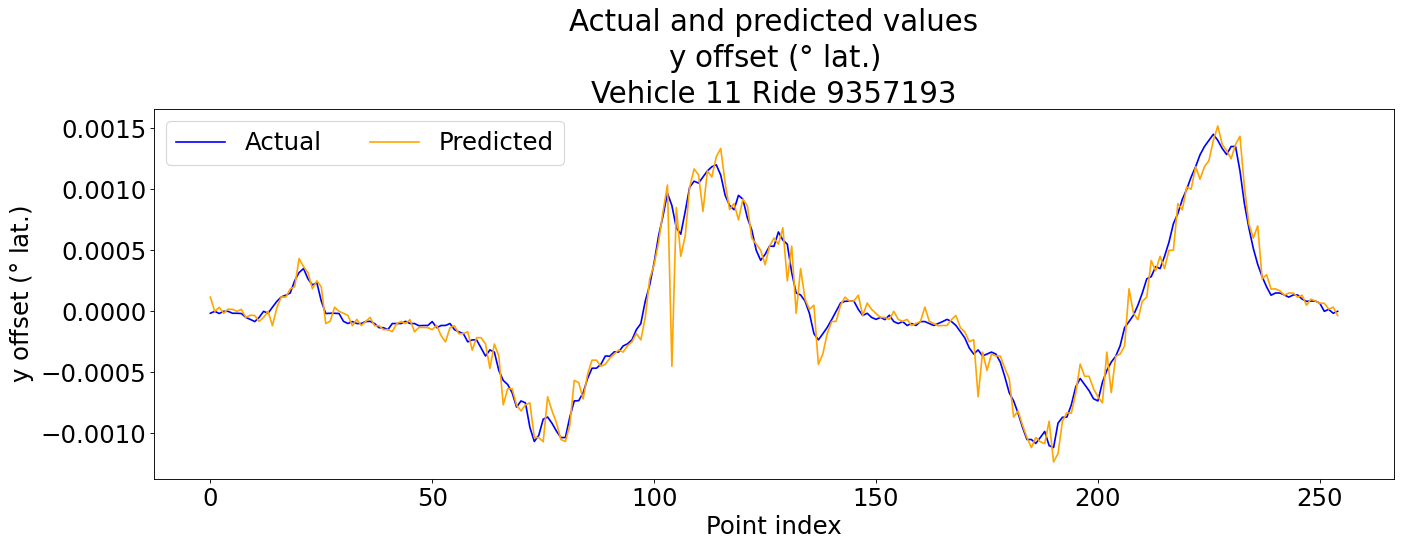 Actual and predicted values
y offset (° lat.)
Vehicle 11 Ride 9357193
Actual
Predicted
0.0015
0.0010
0.0005
0.0000
−0.0005
−0.0010
y offset (° lat.)
0
50
100
150
200
250
Point index